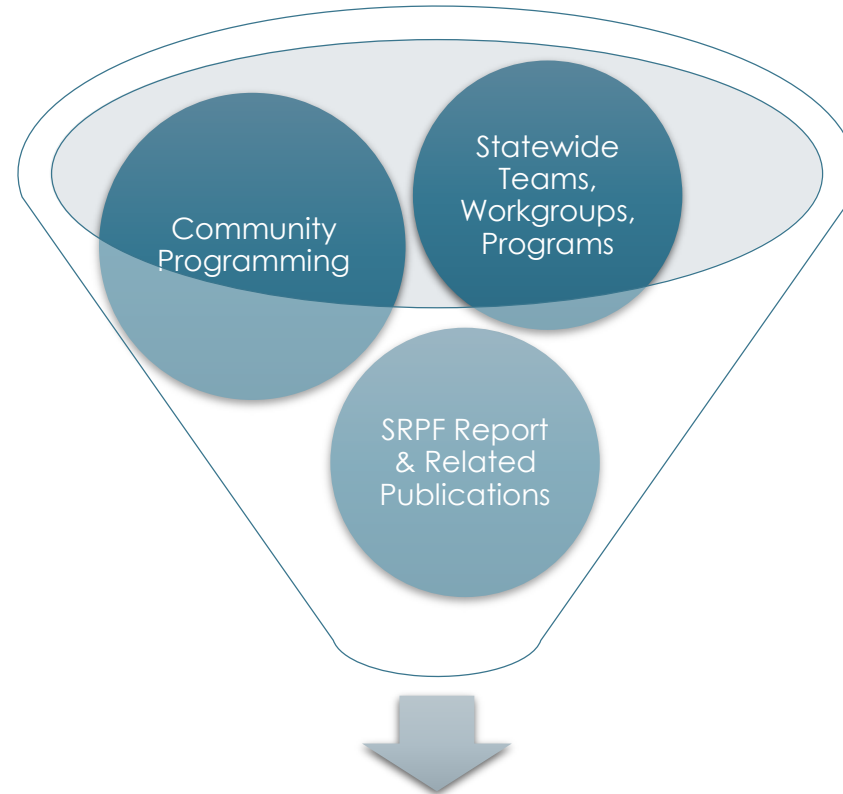 Community
Programming
Statewide
Teams,
Workgroups,
Programs
SRPF Report
& Related
Publications